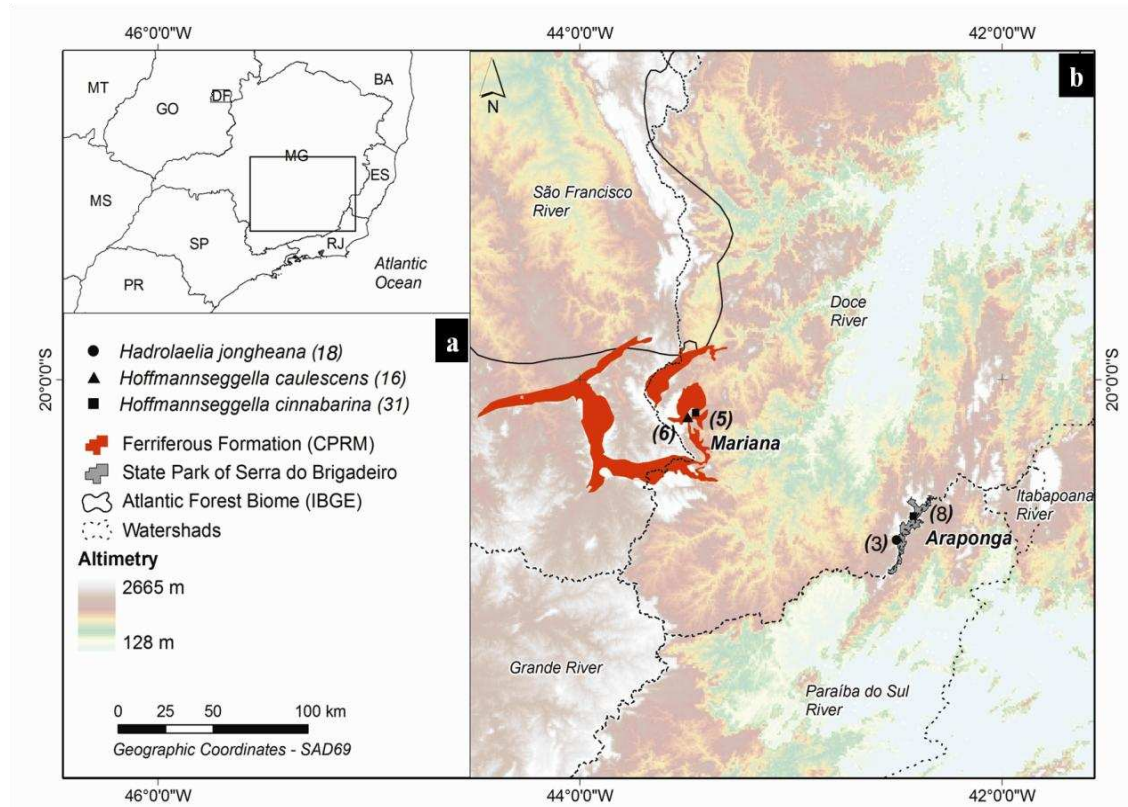 46°0'0"W
44°0'0"W
42°0'0"W
MT
GO
DF
BA
MG
ES
MS
SP
RJ
PR
Atlantic
Ocean
a
Hadrolaelia jongheana (18)
Hoffmannseggella caulescens (16)
Hoffmannseggella cinnabarina (31)
Ferriferous Formation (CPRM)
State Park of Serra do Brigadeiro
Atlantic Forest Biome (IBGE)
Watershads
Altimetry
2665 m
128 m
0 25 50 100 km
Geographic Coordinates - SAD69
b
N
São Francisco
River
Doce
River
20°0'0"S
20°0'0"S
(5)
(6)
Mariana
Itabapoana
River
(8)
(3)
Araponga
Grande River
Paraíba do Sul
River
46°0'0"W
44°0'0"W
42°0'0"W